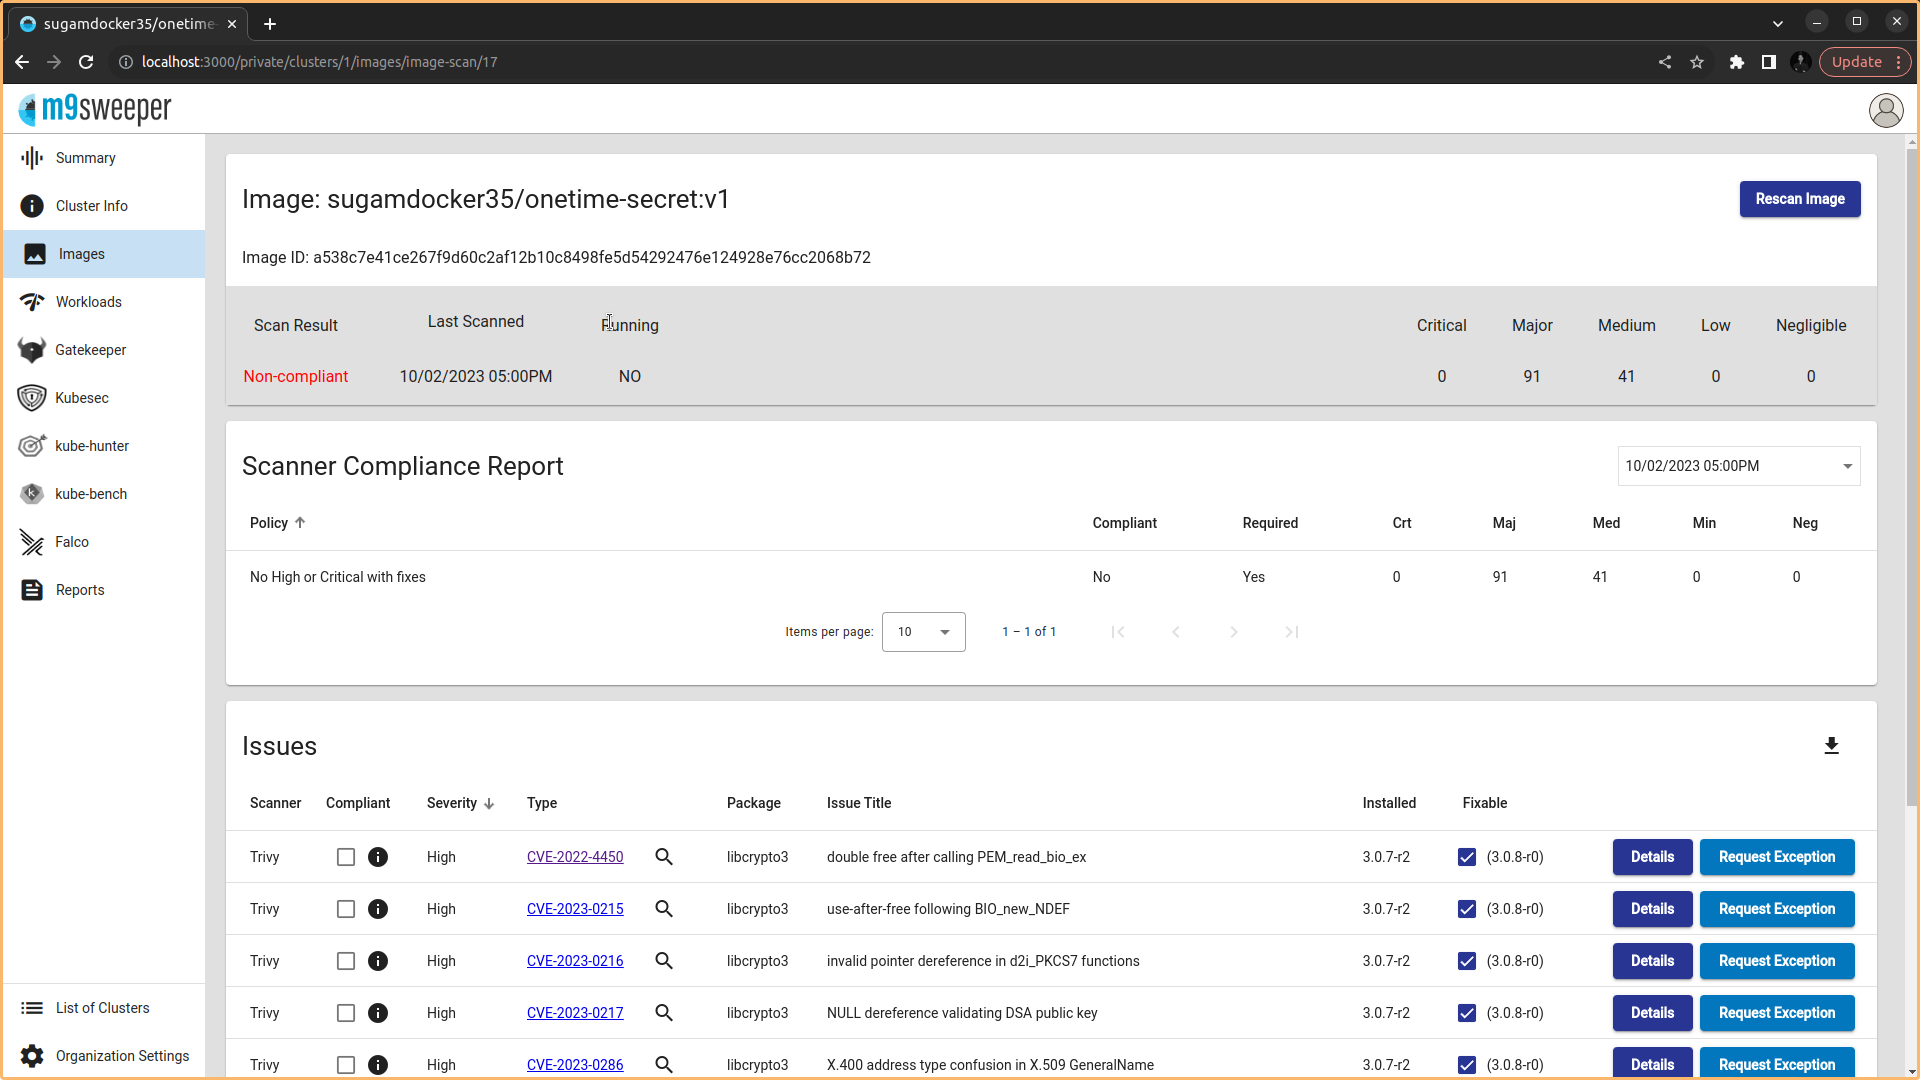 sugamdocker35/onetime-
localhost:3000/private/clusters/1/images/image-scan/17
Update
m9sweeper
Summary
Cluster Info
Images
Workloads
Gatekeeper
Kubesec
kube-hunter
kube-bench
Falco
Reports
List of Clusters
Organization Settings
Image: sugamdocker35/onetime-secret:v1
Rescan Image
Image ID: a538c7e41ce267f9d60c2af12b10c8498fe5d54292476e124928e76cc2068b72
Scan Result Last Scanned Running Critical Major Medium Low Negligible
Non-compliant 10/02/2023 05:00PM NO 0 91 41 0 0
Scanner Compliance Report
10/02/2023 05:00PM
Policy Compliant Required Crt Maj Med Min Neg
No High or Critical with fixes No Yes 0 91 41 0 0
Items per page: 10 1 – 1 of 1
Issues
Scanner Compliant Severity Type Package Issue Title Installed Fixable
Trivy High CVE-2022-4450 libcrypto3 double free after calling PEM_read_bio_ex 3.0.7-r2 (3.0.8-r0) Details Request Exception
Trivy High CVE-2023-0215 libcrypto3 use-after-free following BIO_new_NDEF 3.0.7-r2 (3.0.8-r0) Details Request Exception
Trivy High CVE-2023-0216 libcrypto3 invalid pointer dereference in d2i_PKCS7 functions 3.0.7-r2 (3.0.8-r0) Details Request Exception
Trivy High CVE-2023-0217 libcrypto3 NULL dereference validating DSA public key 3.0.7-r2 (3.0.8-r0) Details Request Exception
Trivy High CVE-2023-0286 libcrypto3 X.400 address type confusion in X.509 GeneralName 3.0.7-r2 (3.0.8-r0) Details Request Exception